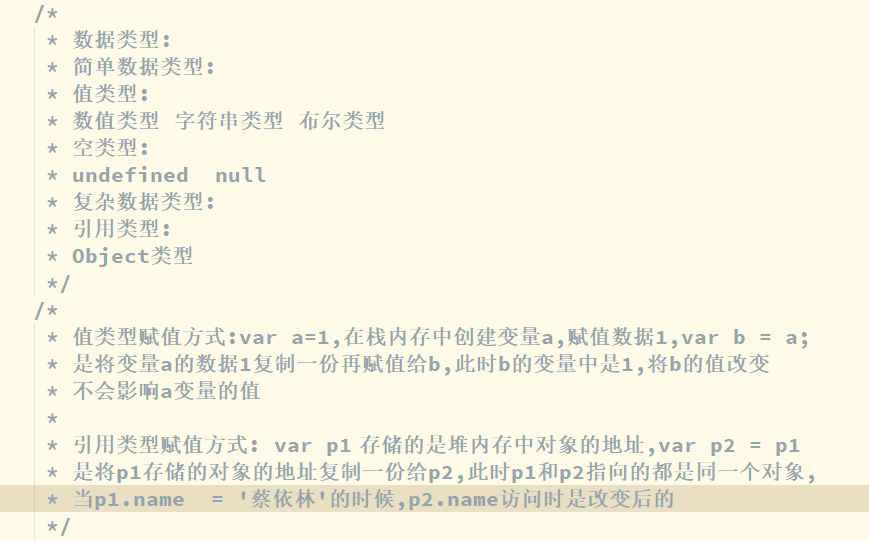 /*
* 数据类型:
* 简单数据类型:
* 值类型:
* 数值类型 字符串类型 布尔类型
* 空类型:
* undefined  null
* 复杂数据类型:
* 引用类型:
* Object类型
*/
/*
* 值类型赋值方式:var a=1,在栈内存中创建变量a,赋值数据1,var b = a;
* 是将变量a的数据1复制一份再赋值给b,此时b的变量中是1,将b的值改变
* 不会影响a变量的值
*
* 引用类型赋值方式: var p1 存储的是堆内存中对象的地址,var p2 = p1
* 是将p1存储的对象的地址复制一份给p2,此时p1和p2指向的都是同一个对象,
* 当p1.name  = '蔡依林'的时候,p2.name访问时是改变后的
*/